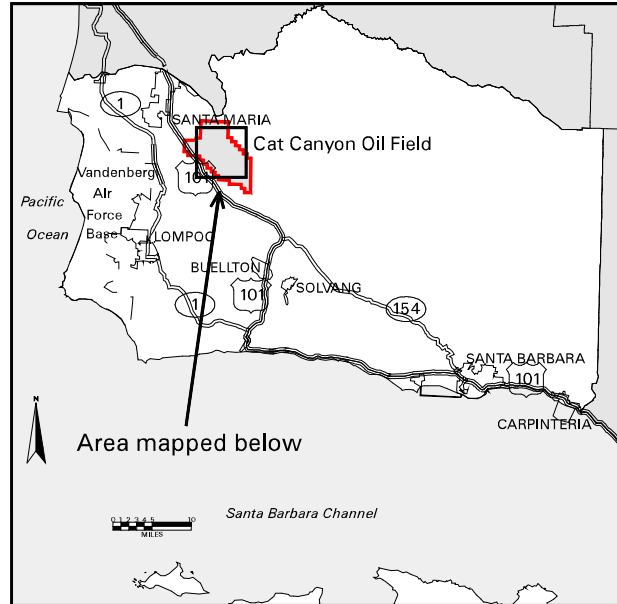 1
SANTA MARIA
Cat Canyon Oil Field
101
Vandenberg
AIr
Force
Base
Pacific
Ocean
LOMPOC
BUELLTON
101
SOLVANG
1
154
SANTA BARBARA
101
CARPINTERIA
N
Area mapped below
0 1 2 3 4 5 10
MILES
Santa Barbara Channel